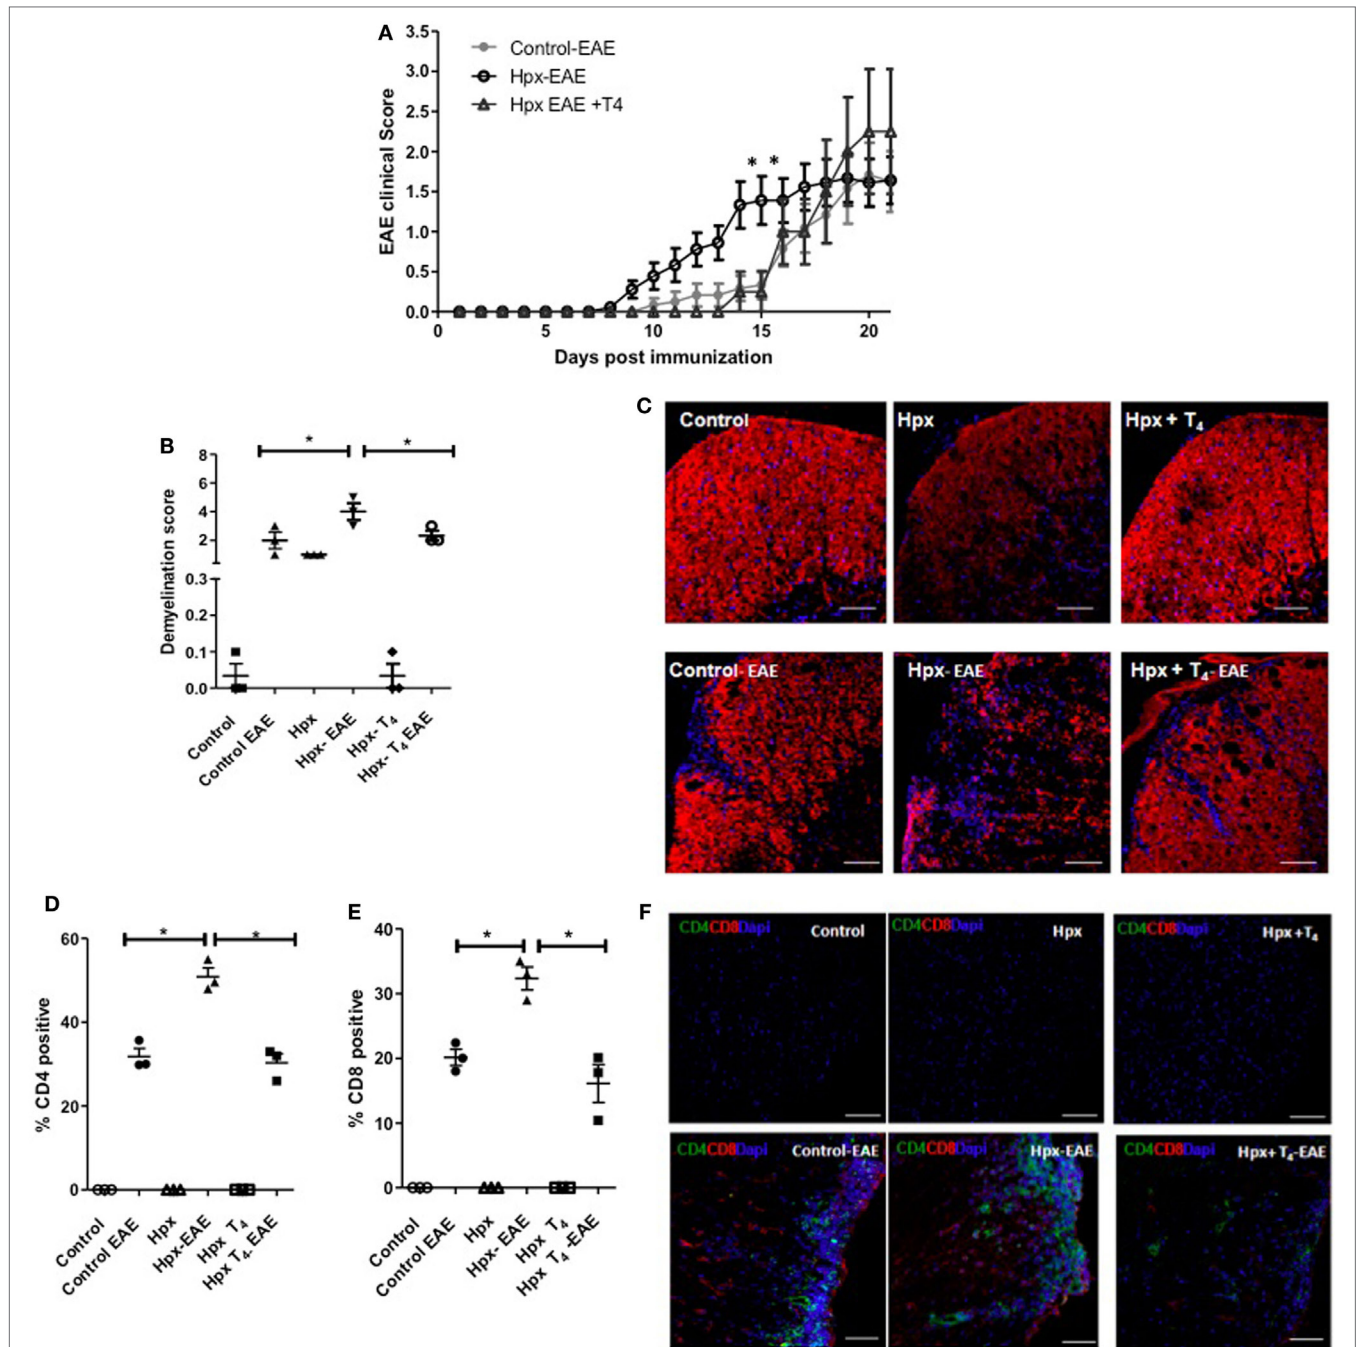 A
3.5
3.0
2.5
2.0
1.5
1.0
0.5
0.0
EAE clinical Score
Control-EAE
Hpx-EAE
Hpx EAE +T4
* *
0 5 10 15 20
Days post immunization
B
8
6
4
2
0.3
0.2
0.1
0.0
Demyelination score
* *
Control
Control EAE
Hpx
Hpx- EAE
Hpx- T4
Hpx- T4 EAE
C
Control
Hpx
Hpx + T4
Control- EAE
Hpx- EAE
Hpx + T4- EAE
D
60
40
20
0
% CD4 positive
* *
Control
Control EAE
Hpx
Hpx-EAE
Hpx T4
Hpx T4-EAE
E
40
30
20
10
0
% CD8 positive
* *
Control
Control EAE
Hpx
Hpx- EAE
Hpx T4
Hpx T4 -EAE
F
CD4CD8Dapi
Control
CD4CD8Dapi
Hpx
CD4CD8Dapi
Hpx +T4
CD4CD8Dapi
Control-EAE
CD4CD8Dapi
Hpx-EAE
CD4CD8Dapi
Hpx+ T4-EAE